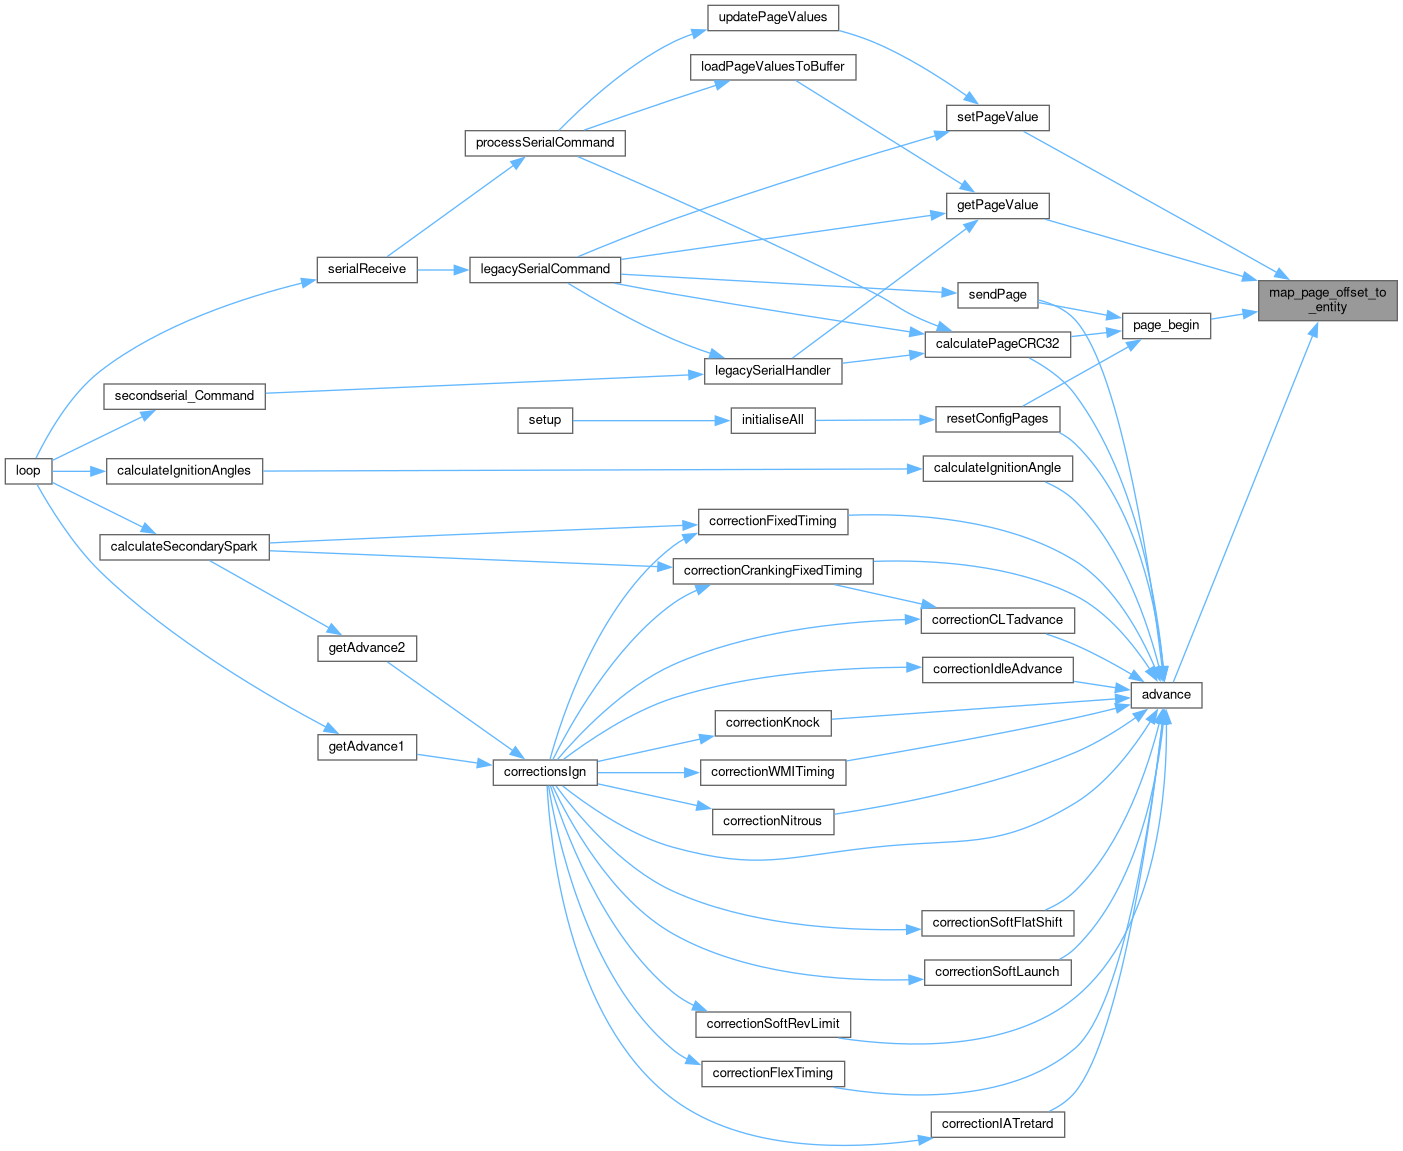 updatePageValues
loadPageValuesToBuffer
setPageValue
processSerialCommand
getPageValue
serialReceive
legacySerialCommand
sendPage
map_page_offset_to
_entity
page_begin
calculatePageCRC32
legacySerialHandler
secondserial_Command
setup
initialiseAll
resetConfigPages
loop
calculateIgnitionAngles
calculateIgnitionAngle
correctionFixedTiming
calculateSecondarySpark
correctionCrankingFixedTiming
correctionCLTadvance
getAdvance2
correctionIdleAdvance
advance
correctionKnock
getAdvance1
correctionsIgn
correctionWMITiming
correctionNitrous
correctionSoftFlatShift
correctionSoftLaunch
correctionSoftRevLimit
correctionFlexTiming
correctionIATretard